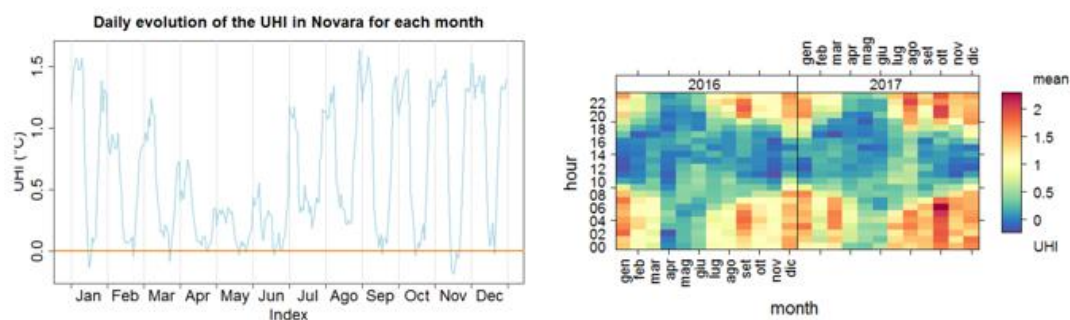 Daily evolution of the UHI in Novara for each month
UHI (°C)
1.5
1.0
0.5
0.0
Jan Feb Mar Apr May Jun Jul Ago Sep Oct Nov Dec
Index
gen feb mar apr mag giu lug ago set ott nov dic
2016 2017
hour
22
20
18
16
14
12
10
08
06
04
02
00
gen feb mar apr mag giu lug ago set ott nov dic
month
mean
2
1.5
1
0.5
0
UHI